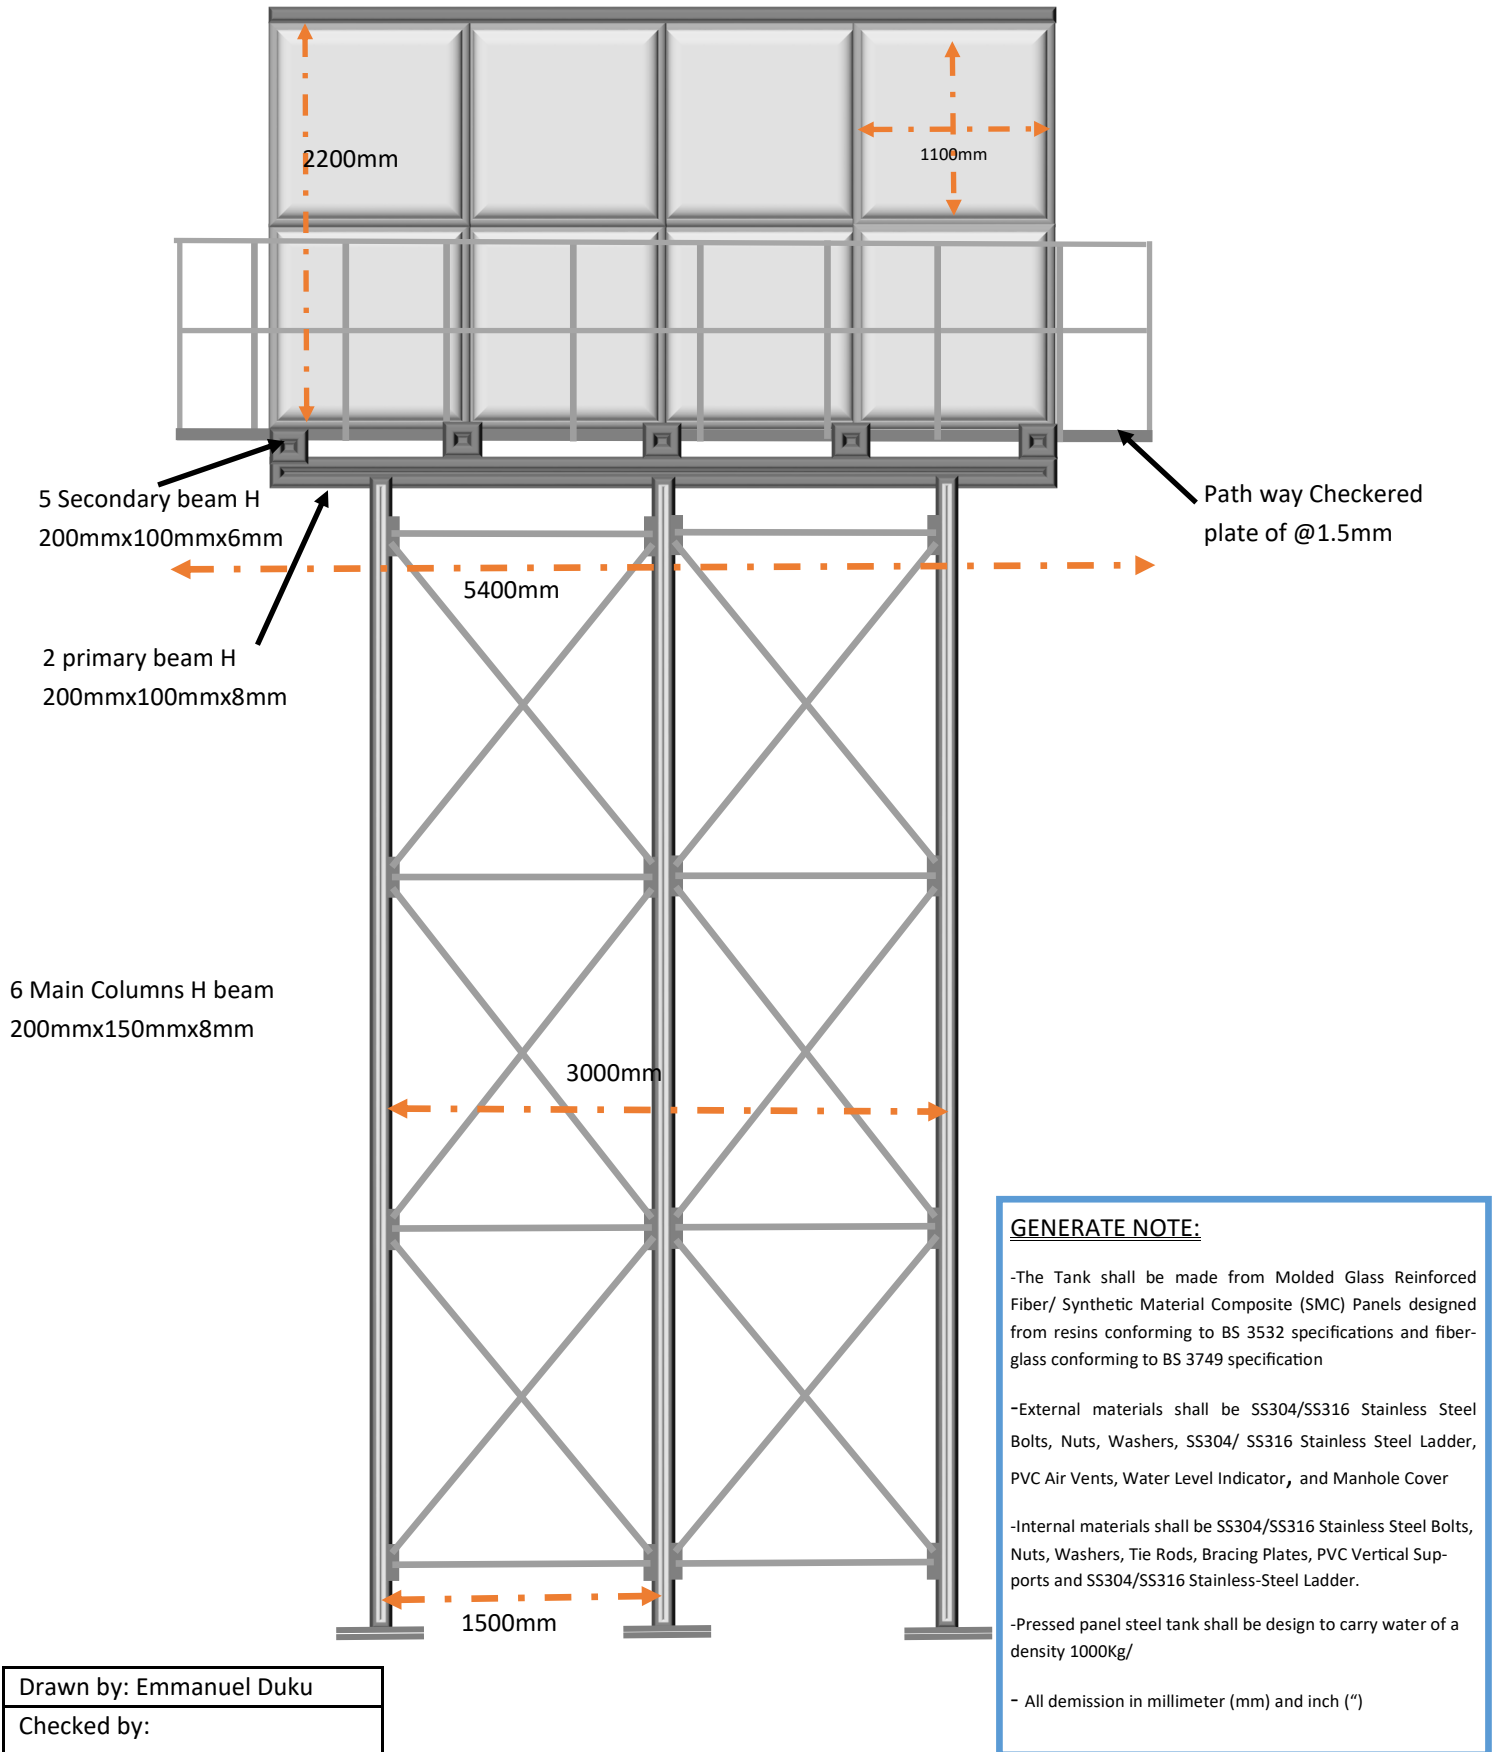 2200mm
1100mm
5 Secondary beam H
200mmx100mmx6mm
Path way Checkered
plate of @1.5mm
5400mm
2 primary beam H
200mmx100mmx8mm
6 Main Columns H beam
200mmx150mmx8mm
3000mm
1500mm
GENERATE NOTE:
-The Tank shall be made from Molded Glass Reinforced
Fiber/ Synthetic Material Composite (SMC) Panels designed
from resins conforming to BS 3532 specifications and fiber-
glass conforming to BS 3749 specification
-External materials shall be SS304/SS316 Stainless Steel
Bolts, Nuts, Washers, SS304/ SS316 Stainless Steel Ladder,
PVC Air Vents, Water Level Indicator, and Manhole Cover
-Internal materials shall be SS304/SS316 Stainless Steel Bolts,
Nuts, Washers, Tie Rods, Bracing Plates, PVC Vertical Sup-
ports and SS304/SS316 Stainless-Steel Ladder.
-Pressed panel steel tank shall be design to carry water of a
density 1000Kg/
- All demission in millimeter (mm) and inch (“)
Drawn by: Emmanuel Duku
Checked by: